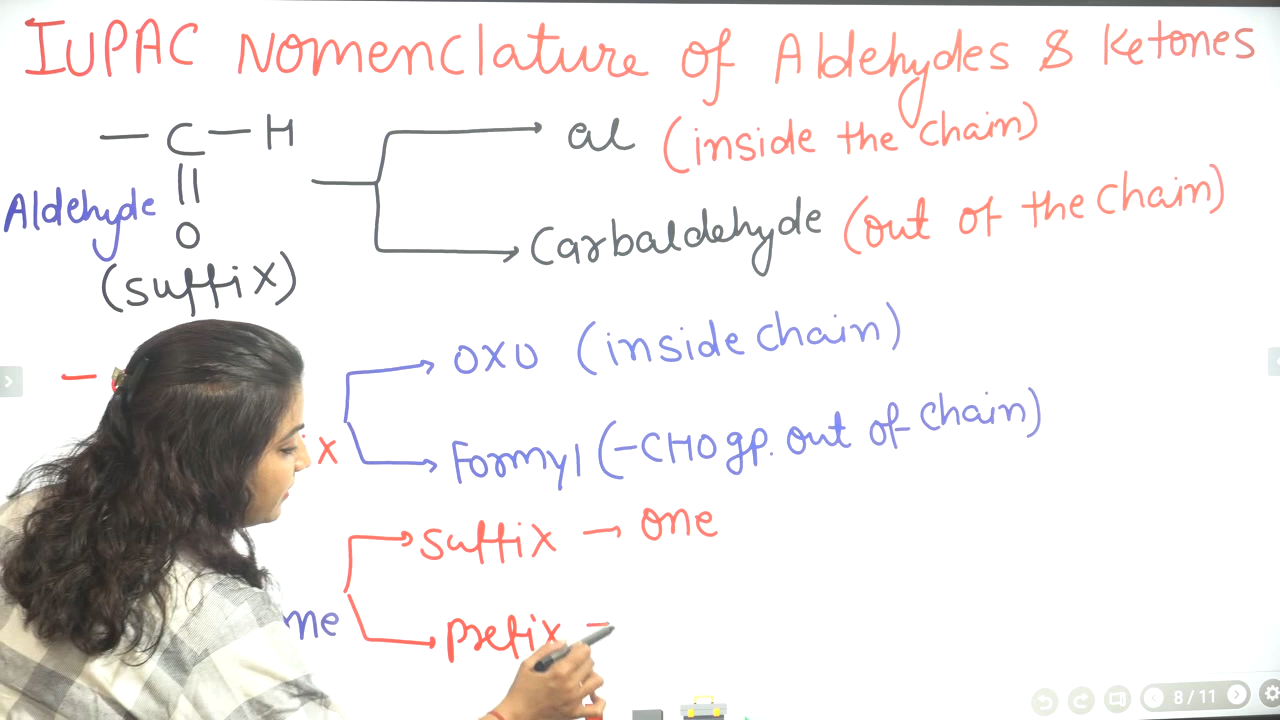 IUPAC Nomenclature of Aldehydes & Ketones
— C — H
al (inside the chain)
Aldehyde
O
Carbaldehyde (out of the chain)
(suffix)
oxo (inside chain)
x
Formyl (-CHO gp. out of chain)
suffix → one
ne
prefix -
8 / 11